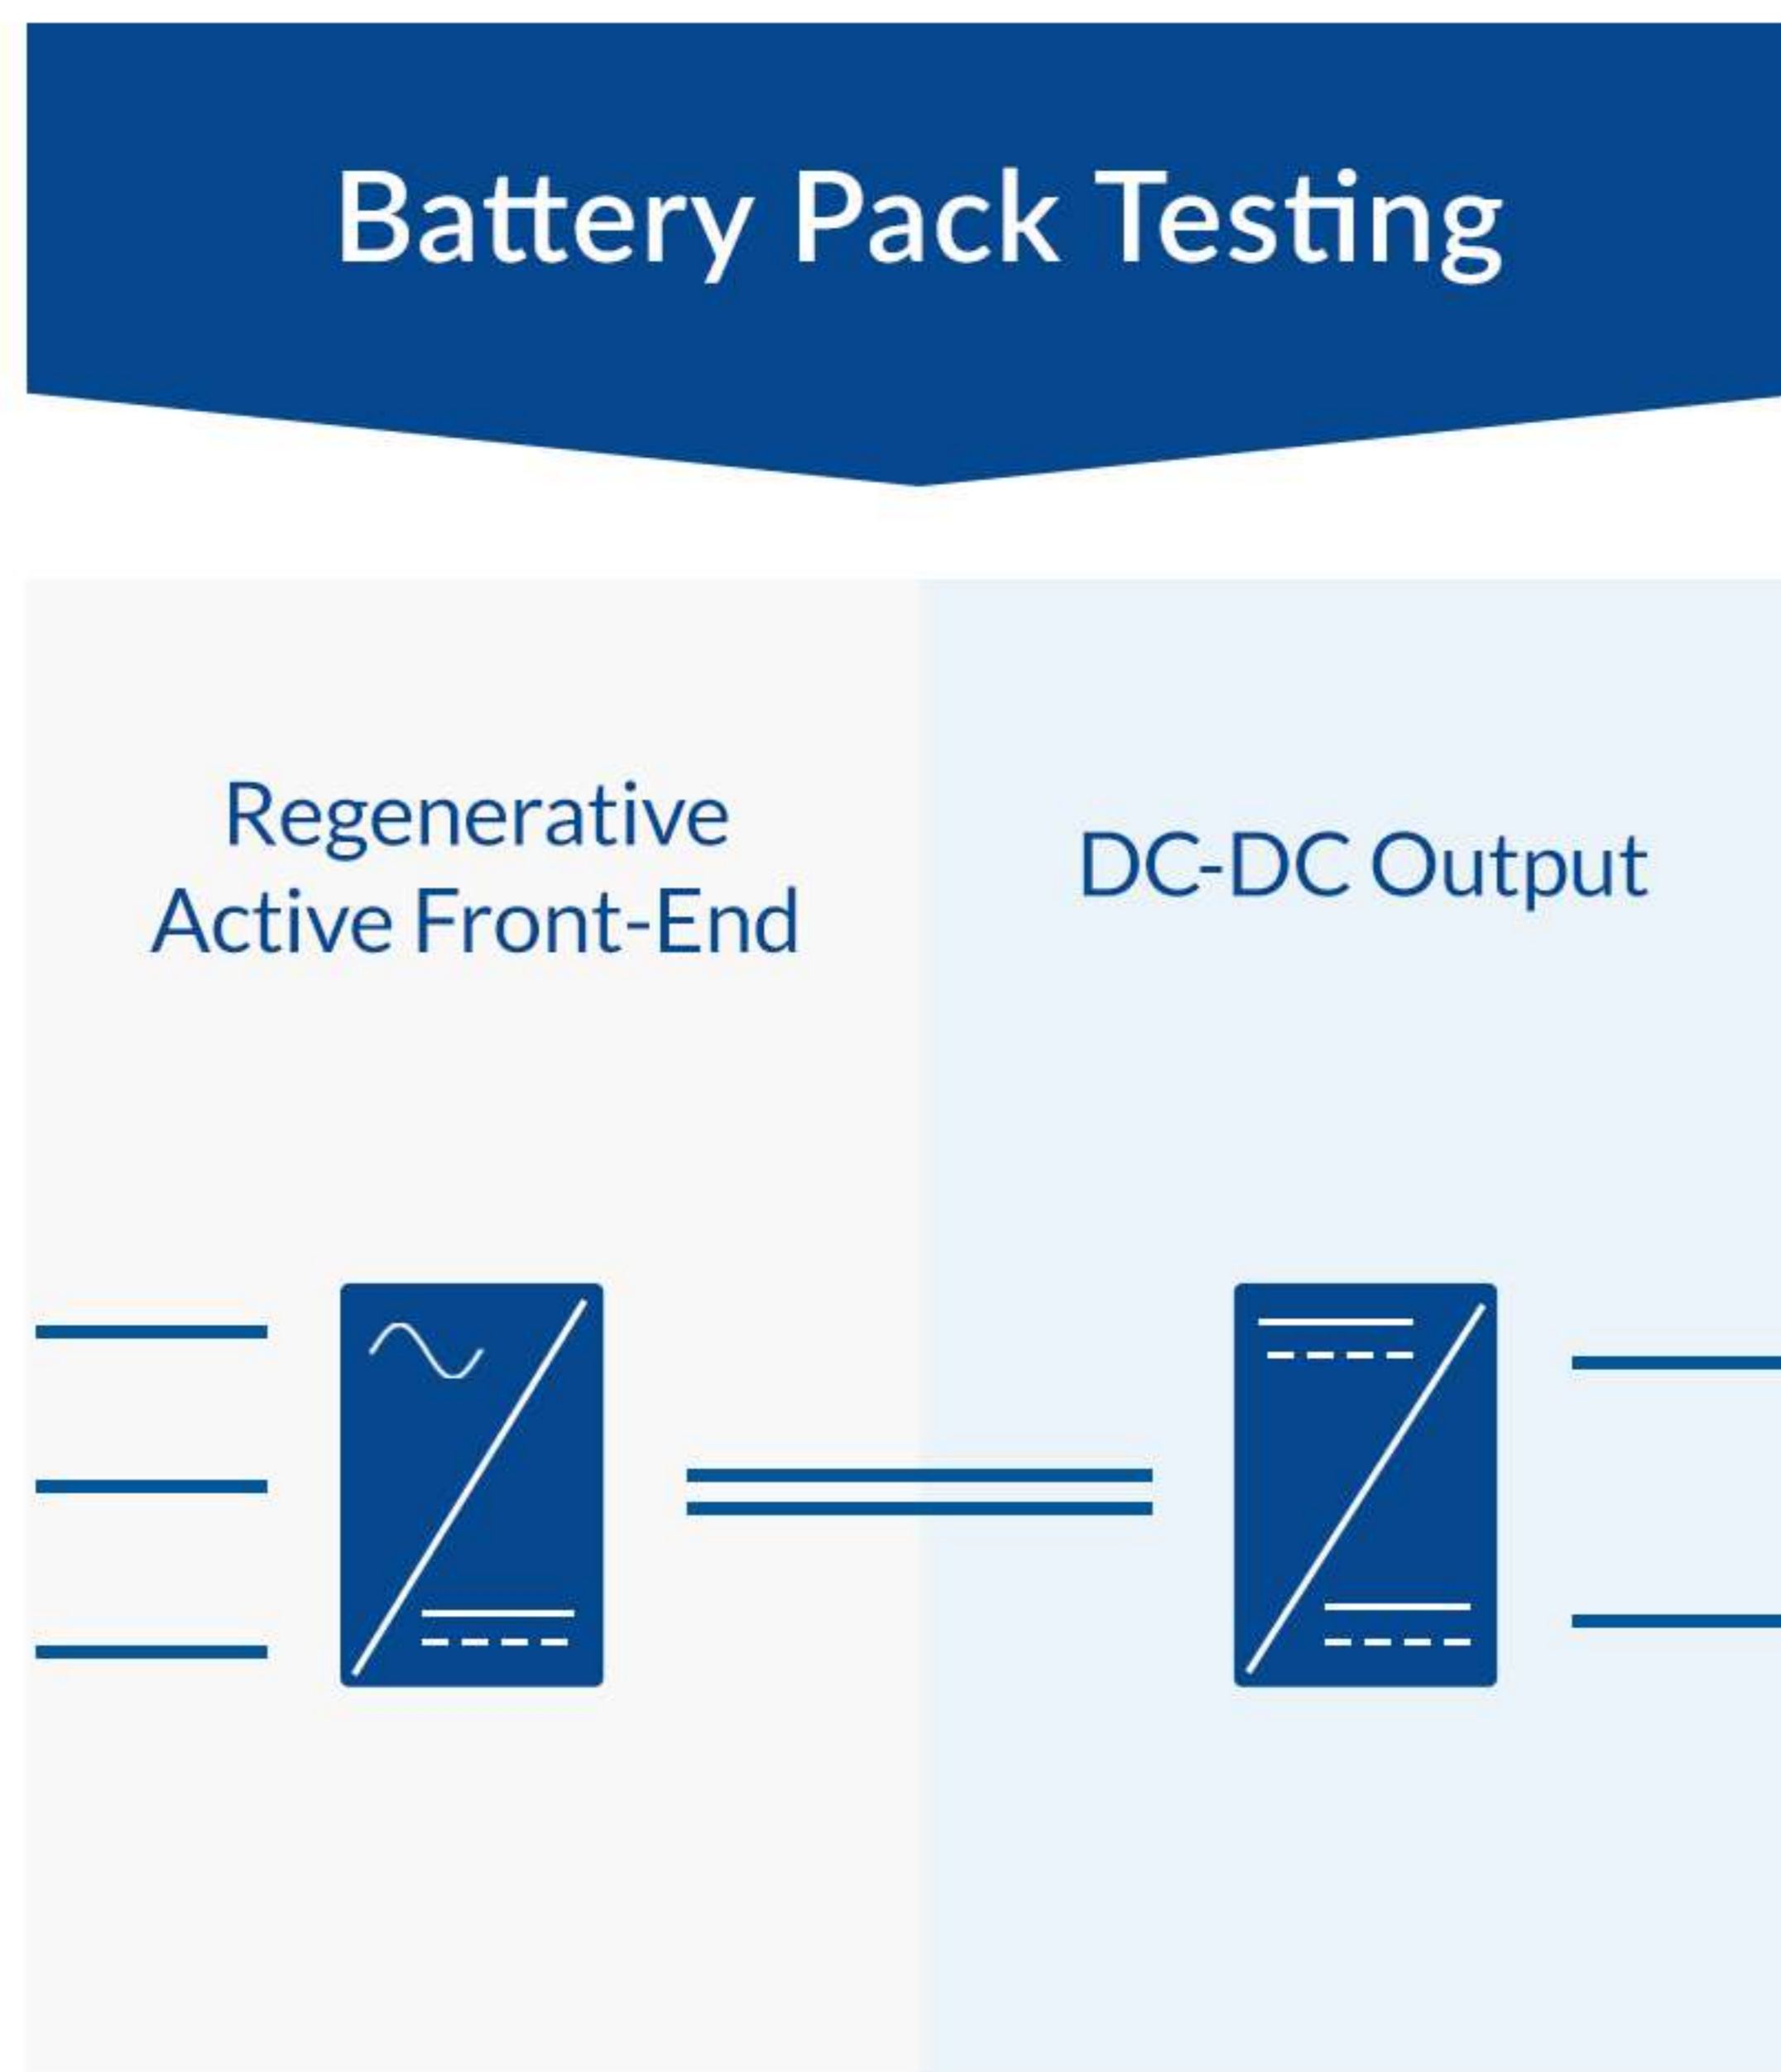 Battery Pack Testing
Regenerative
Active Front-End
DC-DC Output